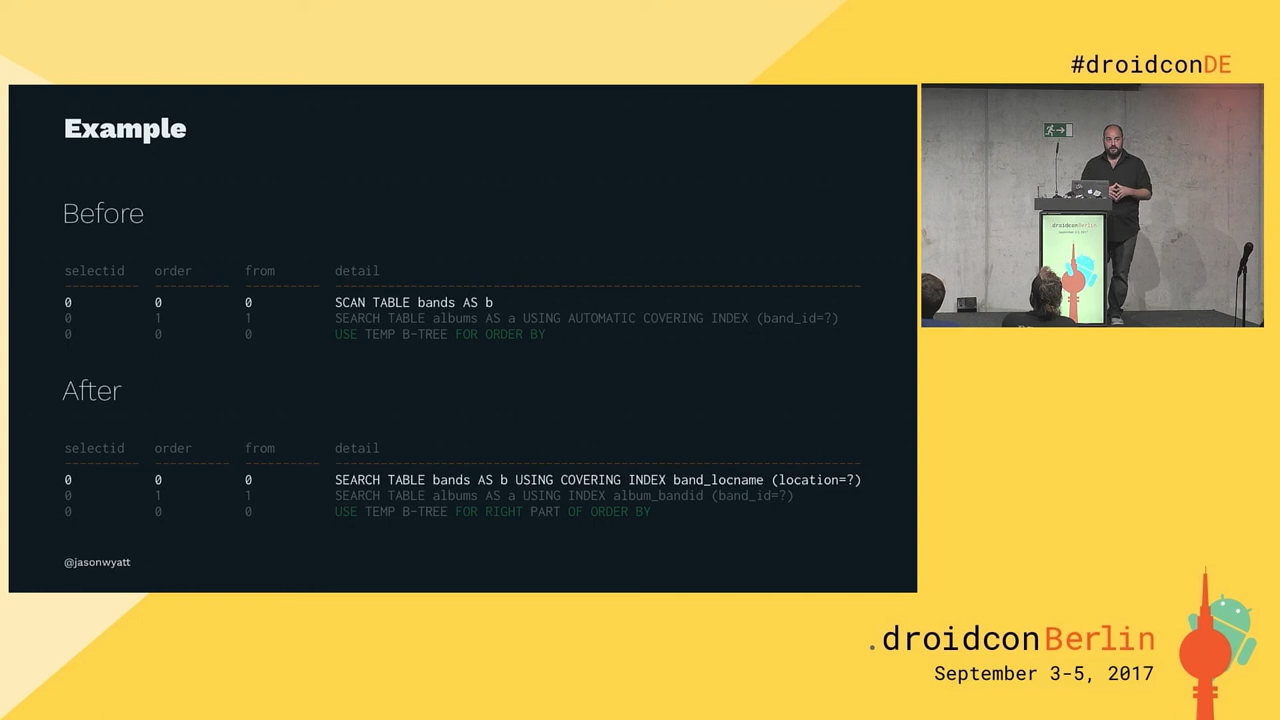 #droidconDE
Example
Before
selectid order from detail
---------- ---------- ---------- ----------------------------------------------------------------------
0 0 0 SCAN TABLE bands AS b
0 1 1 SEARCH TABLE albums AS a USING AUTOMATIC COVERING INDEX (band_id=?)
0 0 0 USE TEMP B-TREE FOR ORDER BY
After
selectid order from detail
---------- ---------- ---------- ----------------------------------------------------------------------
0 0 0 SEARCH TABLE bands AS b USING COVERING INDEX band_locname (location=?)
0 1 1 SEARCH TABLE albums AS a USING INDEX album_bandid (band_id=?)
0 0 0 USE TEMP B-TREE FOR RIGHT PART OF ORDER BY
@jasonwyatt
droidconBerlin
.droidconBerlin
September 3-5, 2017